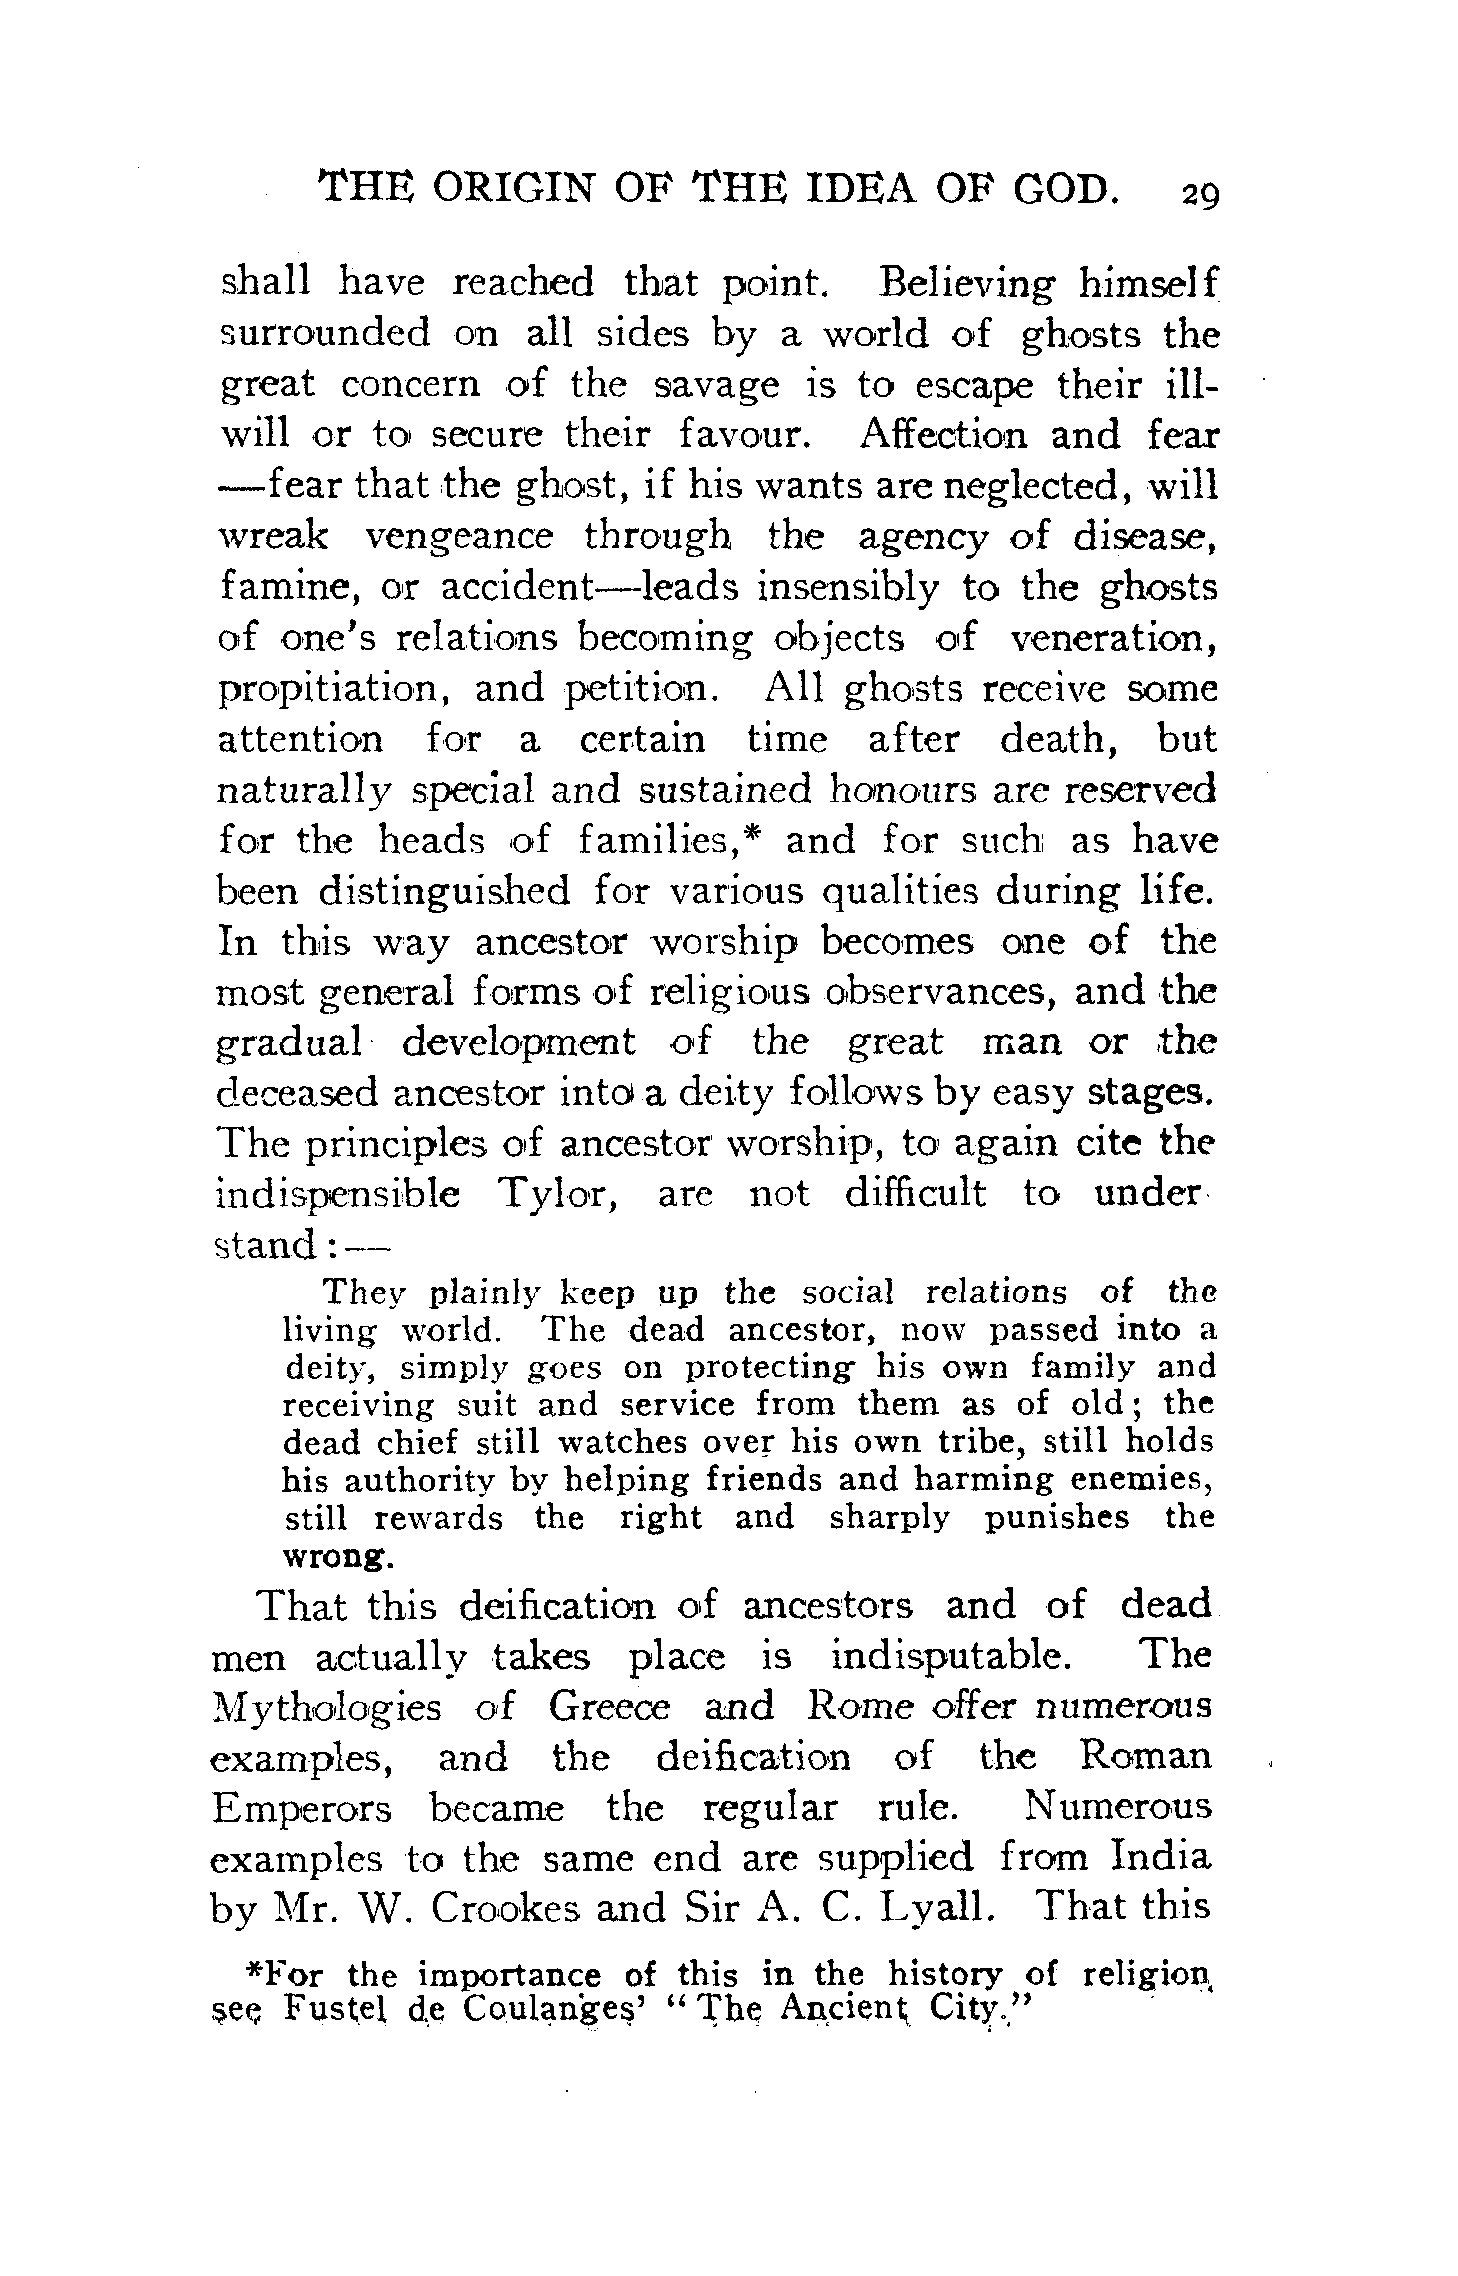 THE ORIGIN OF THE IDEA OF GOD. 29
shall have reached that point. Believing himself
surrounded on all sides by a world of ghosts the
great concern of the savage is to escape their ill-
will or to secure their favour. Affection and fear
—fear that the ghost, if his wants are neglected, will
wreak vengeance through the agency of disease,
famine, or accident—leads insensibly to the ghosts
of one's relations becoming objects of veneration,
propitiation, and petition. All ghosts receive some
attention for a certain time after death, but
naturally special and sustained honours are reserved
for the heads of families,* and for such as have
been distinguished for various qualities during life.
In this way ancestor worship becomes one of the
most general forms of religious observances, and the
gradual development of the great man or the
deceased ancestor into a deity follows by easy stages.
The principles of ancestor worship, to again cite the
indispensible Tylor, are not difficult to under-
stand :—
They plainly keep up the social relations of the
living world. The dead ancestor, now passed into a
deity, simply goes on protecting his own family and
receiving suit and service from them as of old; the
dead chief still watches over his own tribe, still holds
his authority by helping friends and harming enemies,
still rewards the right and sharply punishes the
wrong.
That this deification of ancestors and of dead
men actually takes place is indisputable. The
Mythologies of Greece and Rome offer numerous
examples, and the deification of the Roman
Emperors became the regular rule. Numerous
examples to the same end are supplied from India
by Mr. W. Crookes and Sir A. C. Lyall. That this
*For the importance of this in the history of religion,
see Fustel de Coulanges' "The Ancient City."